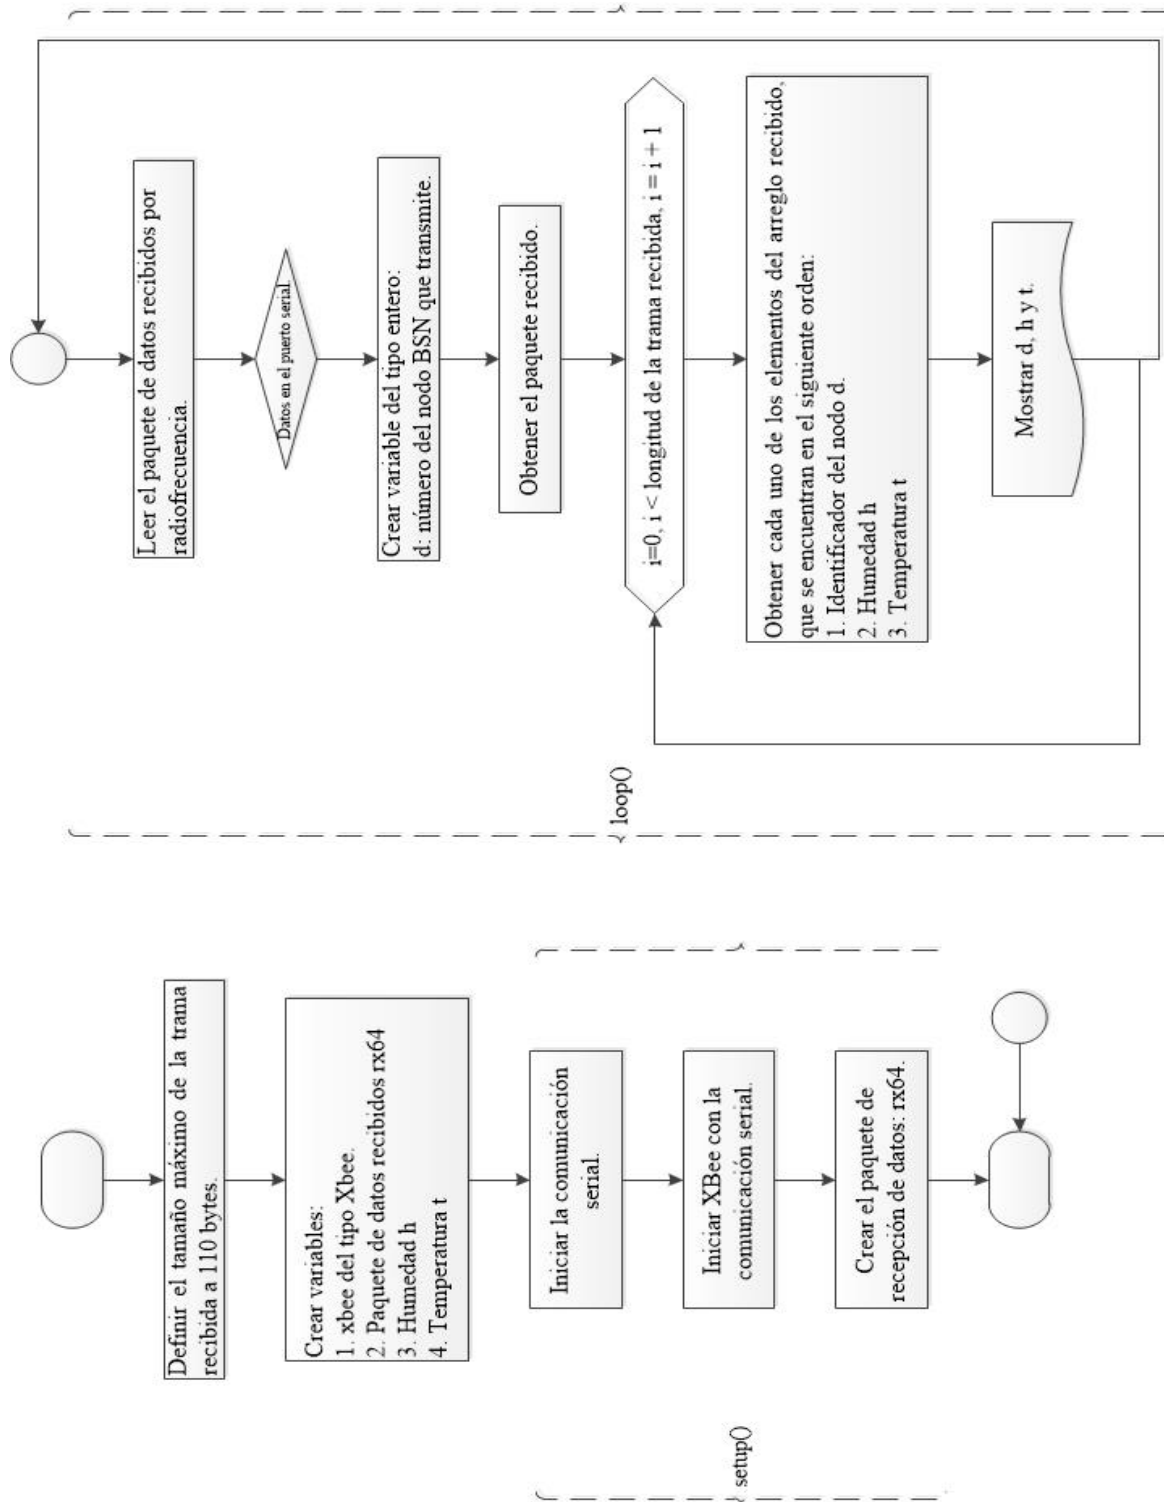 Definir el tamaño máximo de la trama
recibida a 110 bytes.
Crear variables:
1. xbee del tipo Xbee.
2. Paquete de datos recibidos rx64
3. Humedad h
4. Temperatura t
setup()
Iniciar la comunicación
serial.
Iniciar XBee con la
comunicación serial.
Crear el paquete de
recepción de datos: rx64.
loop()
Leer el paquete de datos recibidos por
radiofrecuencia.
Datos en el puerto serial
Crear variable del tipo entero:
d: número del nodo BSN que transmite.
Obtener el paquete recibido.
i=0, i < longitud de la trama recibida, i = i + 1
Obtener cada uno de los elementos del arreglo recibido,
que se encuentran en el siguiente orden:
1. Identificador del nodo d.
2. Humedad h
3. Temperatura t
Mostrar d, h y t.